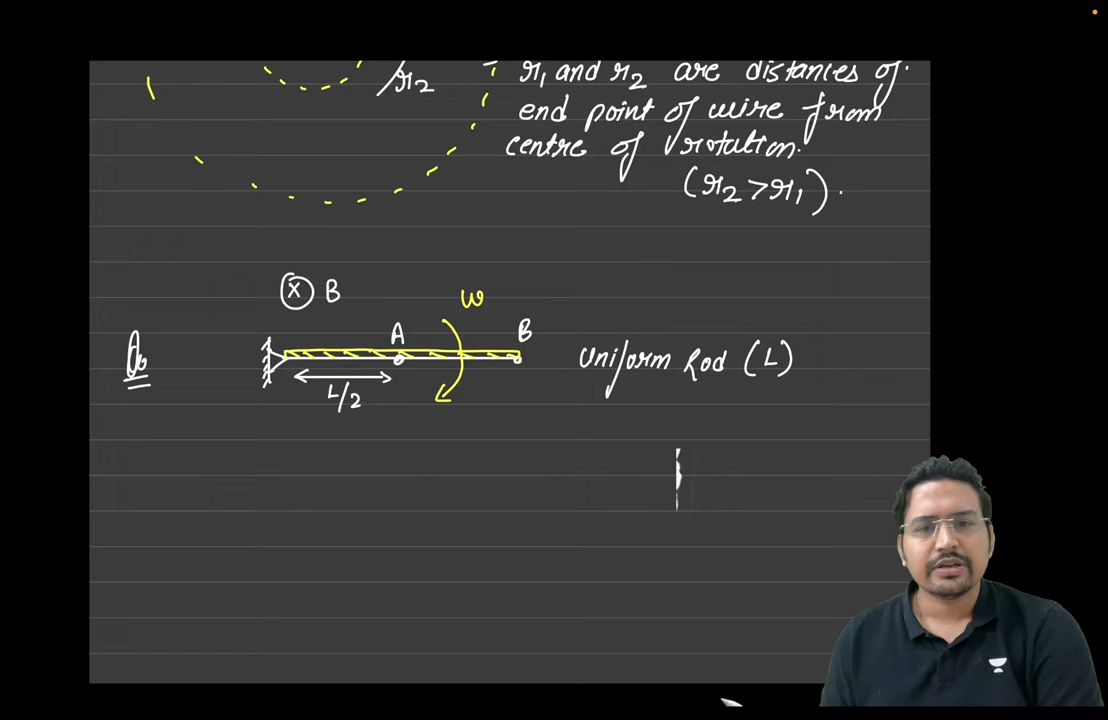 r₂
r₁ and r₂ are distances of
end point of wire from
centre of rotation.
(r₂ > r₁).
Q.
ⓧ B
ω
A
B
L/2
Uniform Rod (L)